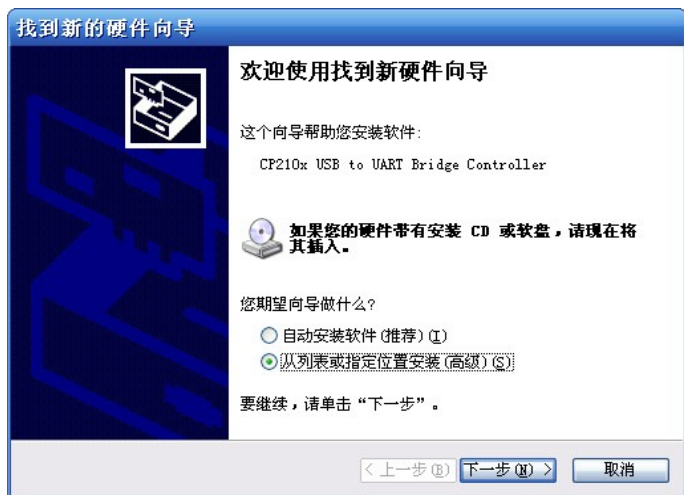 找到新的硬件向导
欢迎使用找到新硬件向导
这个向导帮助您安装软件:
CP210x USB to UART Bridge Controller
如果您的硬件带有安装 CD 或软盘，请现在将
其插入。
您期望向导做什么?
自动安装软件(推荐)(I)
从列表或指定位置安装(高级)(S)
要继续，请单击“下一步”。
< 上一步(B) 下一步(N) > 取消